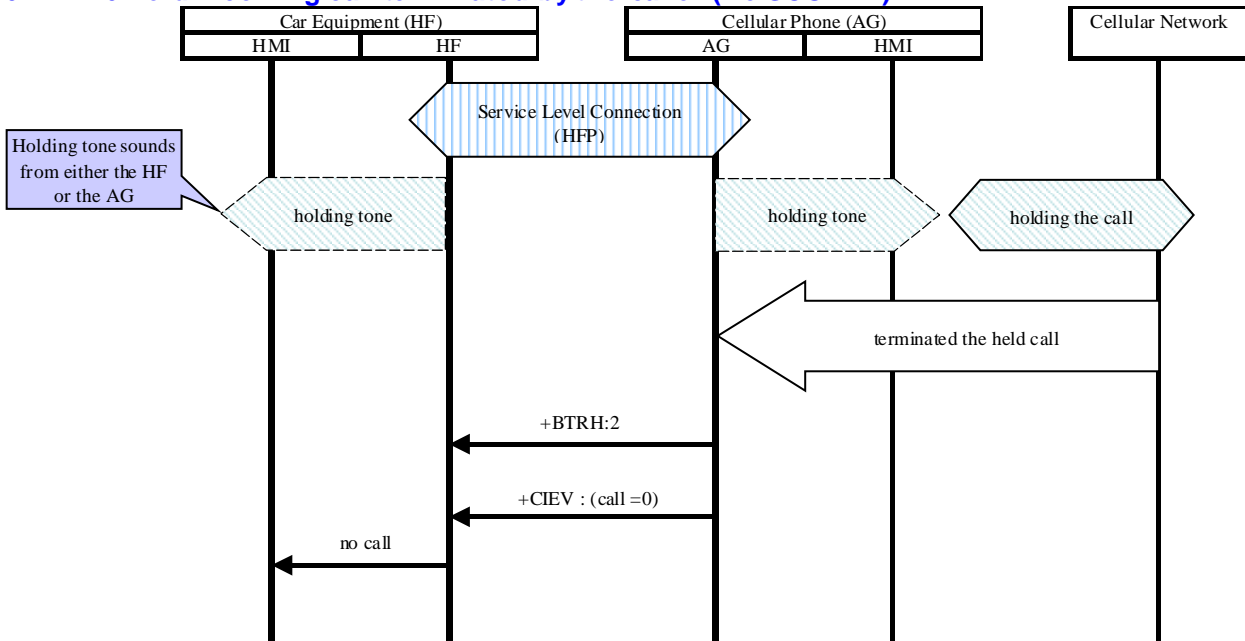 Car Equipment (HF)
HMI
HF
Cellular Phone (AG)
AG
HMI
Cellular Network
Service Level Connection
(HFP)
Holding tone sounds
from either the HF
or the AG
holding tone
holding tone
holding the call
terminated the held call
+BTRH:2
+CIEV : (call =0)
no call